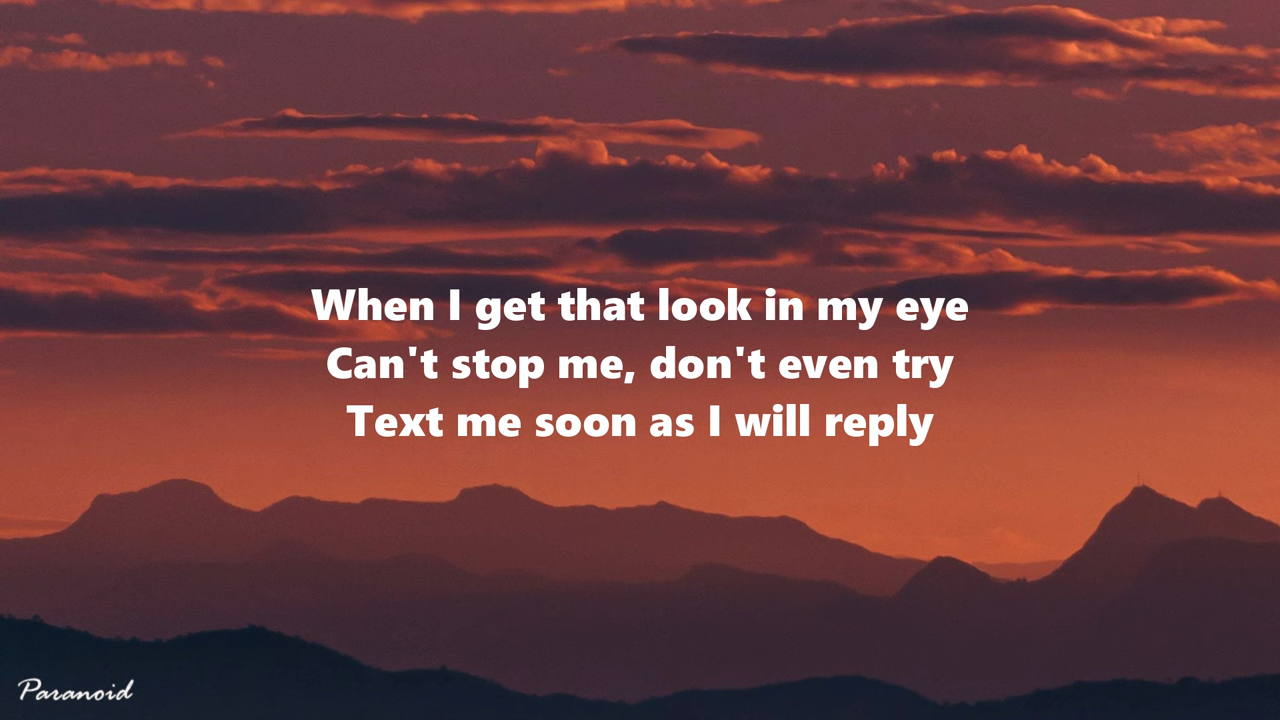 When I get that look in my eye
Can't stop me, don't even try
Text me soon as I will reply
Paranoid